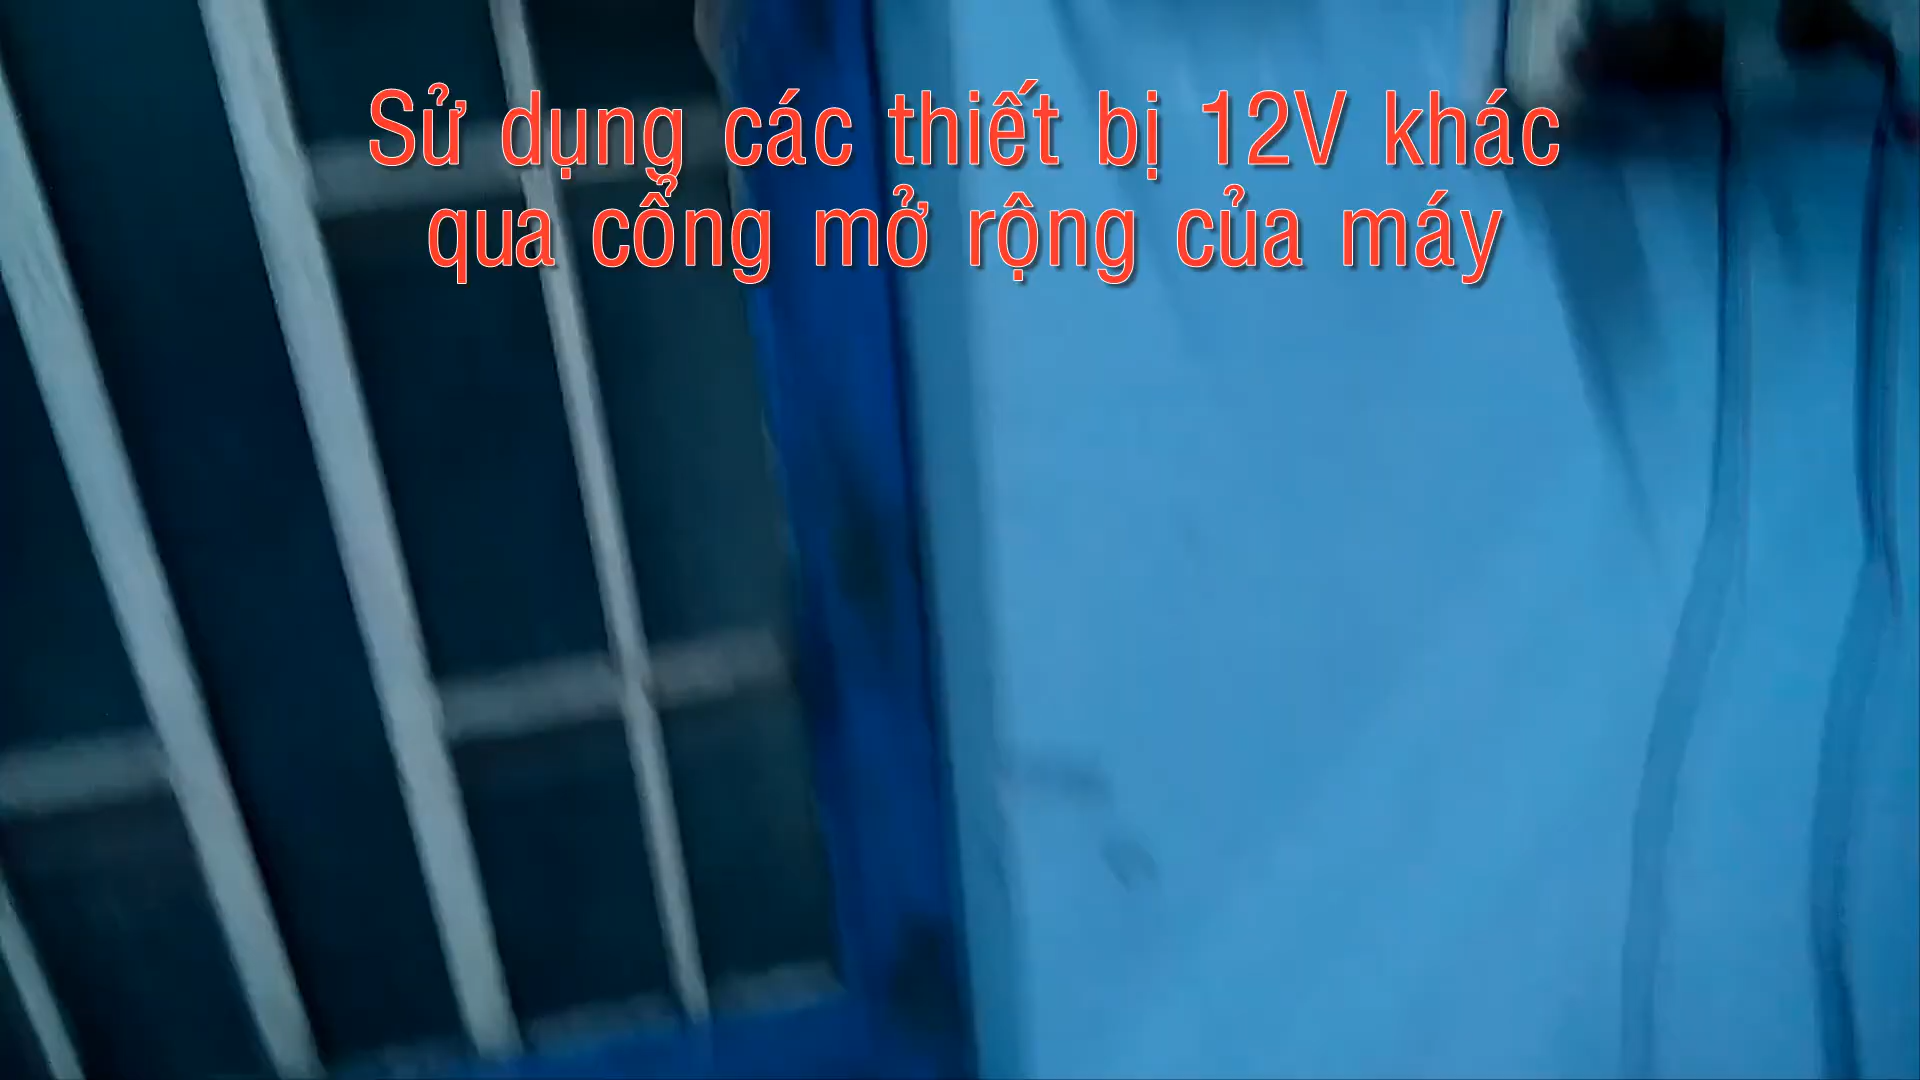 Sử dụng các thiết bị 12V khác
qua cổng mở rộng của máy